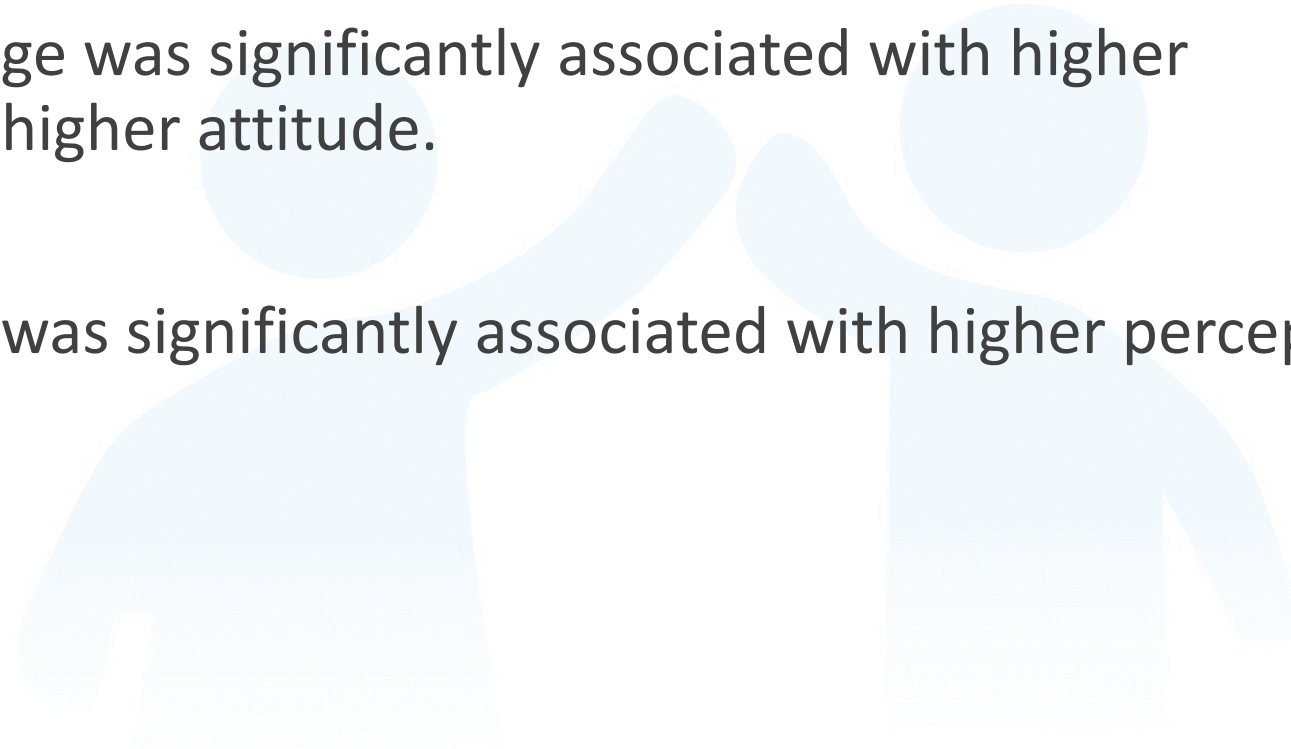 ge was significantly associated with higher
higher attitude.
was significantly associated with higher percep